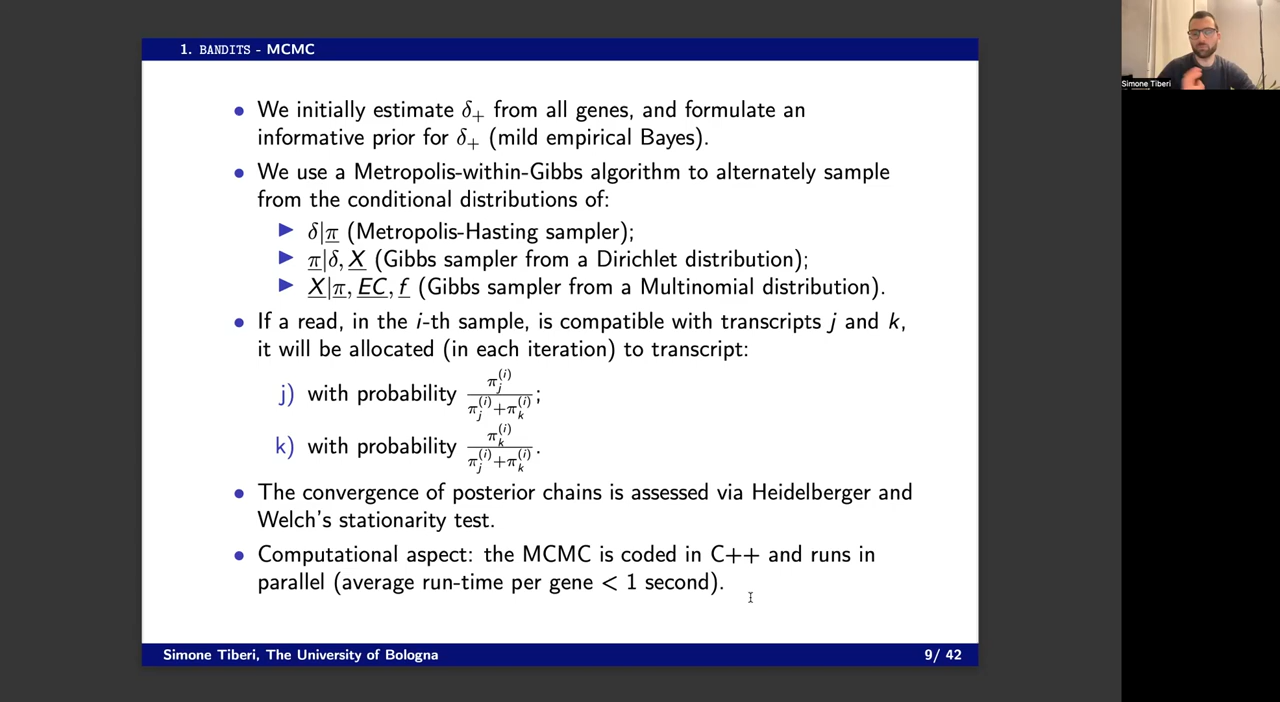 1. BANDITS - MCMC
Simone Tiberi
• We initially estimate δ₊ from all genes, and formulate an
informative prior for δ₊ (mild empirical Bayes).
• We use a Metropolis-within-Gibbs algorithm to alternately sample
from the conditional distributions of:
▶ δ|π (Metropolis-Hasting sampler);
▶ π|δ, X (Gibbs sampler from a Dirichlet distribution);
▶ X|π, EC, f (Gibbs sampler from a Multinomial distribution).
• If a read, in the i-th sample, is compatible with transcripts j and k,
it will be allocated (in each iteration) to transcript:
j) with probability π_j^(i) / (π_j^(i)+π_k^(i));
k) with probability π_k^(i) / (π_j^(i)+π_k^(i)).
• The convergence of posterior chains is assessed via Heidelberger and
Welch's stationarity test.
• Computational aspect: the MCMC is coded in C++ and runs in
parallel (average run-time per gene < 1 second).
Simone Tiberi, The University of Bologna
9/ 42